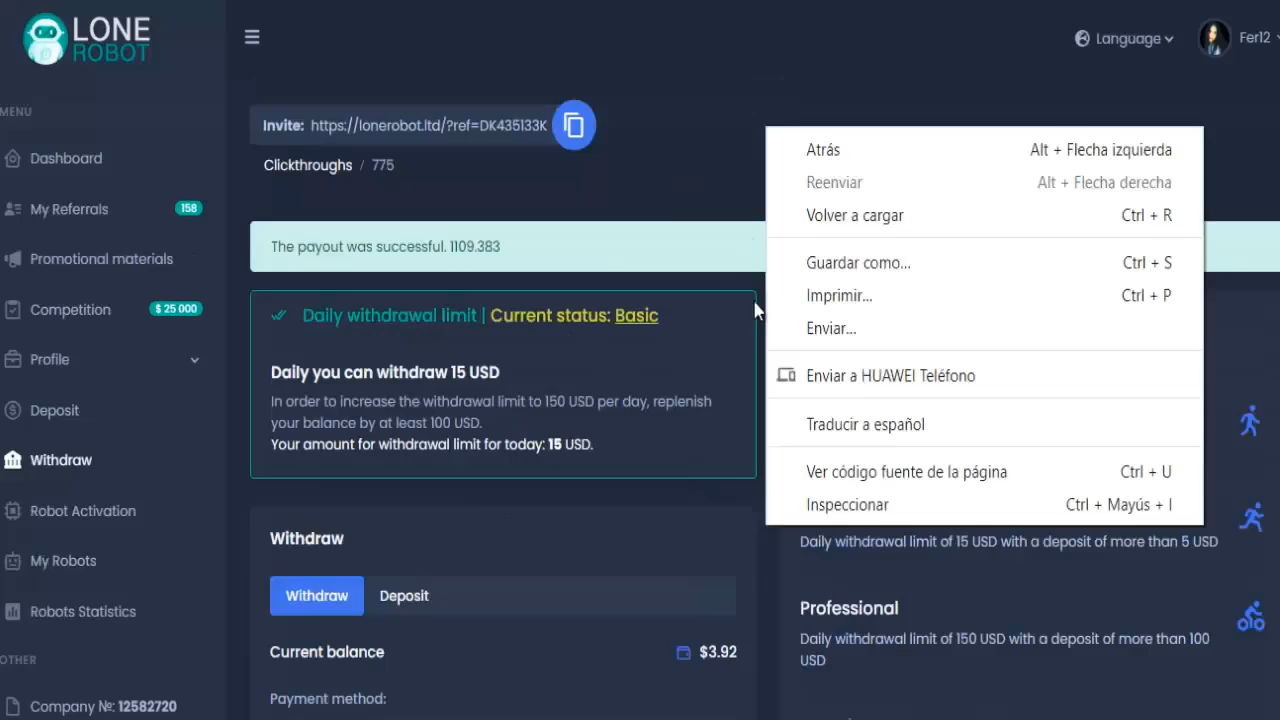 LONE
ROBOT
Language
Fer12
MENU
Dashboard
My Referrals 158
Promotional materials
Competition $ 25 000
Profile
Deposit
Withdraw
Robot Activation
My Robots
Robots Statistics
OTHER
Company №: 12582720
Invite: https://lonerobot.ltd/?ref=DK435133K
Clickthroughs / 775
The payout was successful. 1109.383
Daily withdrawal limit | Current status: Basic
Daily you can withdraw 15 USD
In order to increase the withdrawal limit to 150 USD per day, replenish
your balance by at least 100 USD.
Your amount for withdrawal limit for today: 15 USD.
Withdraw
Withdraw Deposit
Current balance $3.92
Payment method:
Atrás Alt + Flecha izquierda
Reenviar Alt + Flecha derecha
Volver a cargar Ctrl + R
Guardar como... Ctrl + S
Imprimir... Ctrl + P
Enviar...
Enviar a HUAWEI Teléfono
Traducir a español
Ver código fuente de la página Ctrl + U
Inspeccionar Ctrl + Mayús + I
Daily withdrawal limit of 15 USD with a deposit of more than 5 USD
Professional
Daily withdrawal limit of 150 USD with a deposit of more than 100
USD